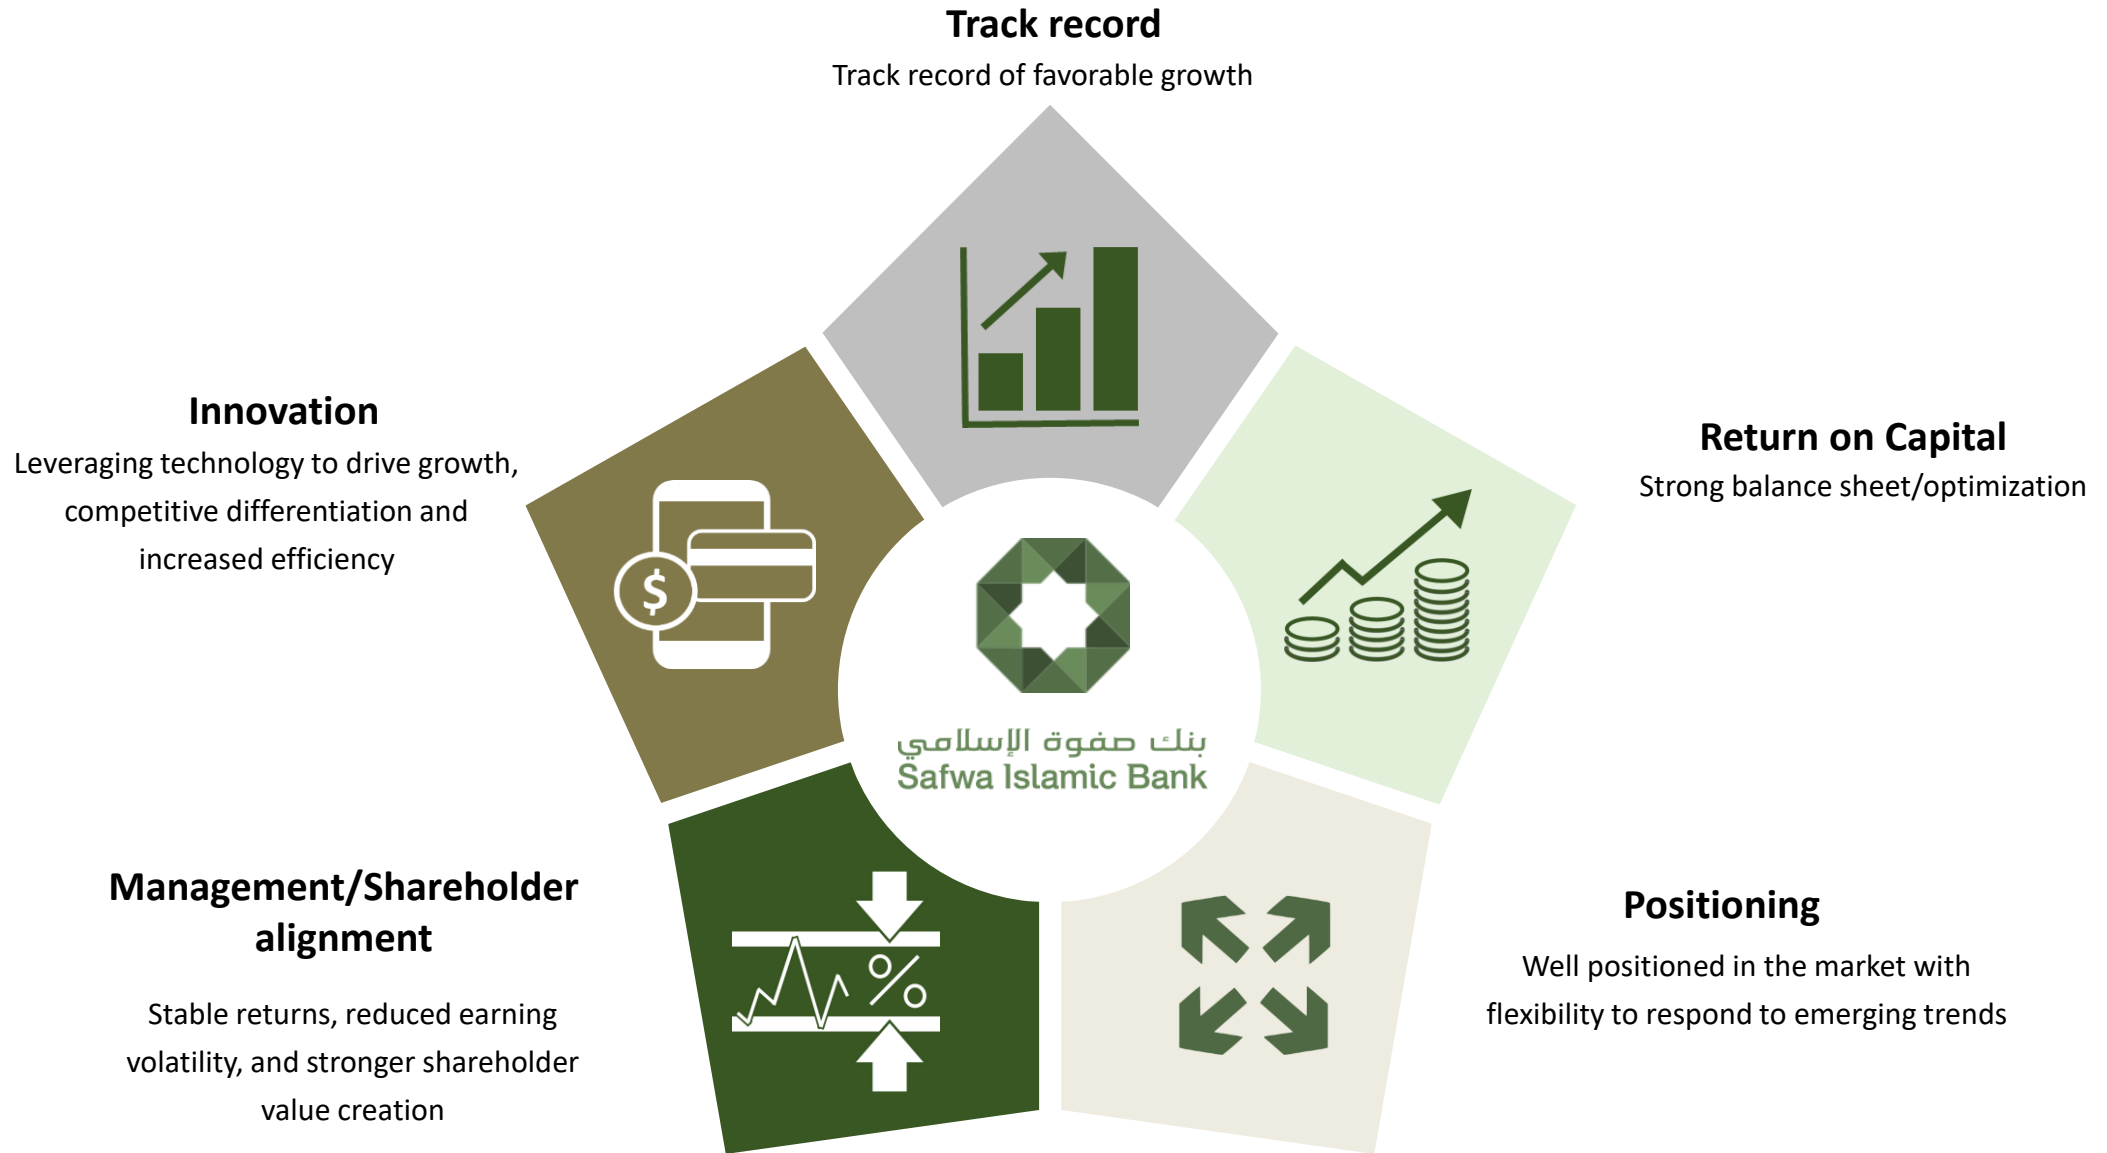 Track record
Track record of favorable growth
Innovation
Leveraging technology to drive growth,
competitive differentiation and
increased efficiency
Return on Capital
Strong balance sheet/optimization
$
بنك صفوة الإسلامي
Safwa Islamic Bank
Management/Shareholder
alignment
Stable returns, reduced earning
volatility, and stronger shareholder
value creation
%
Positioning
Well positioned in the market with
flexibility to respond to emerging trends